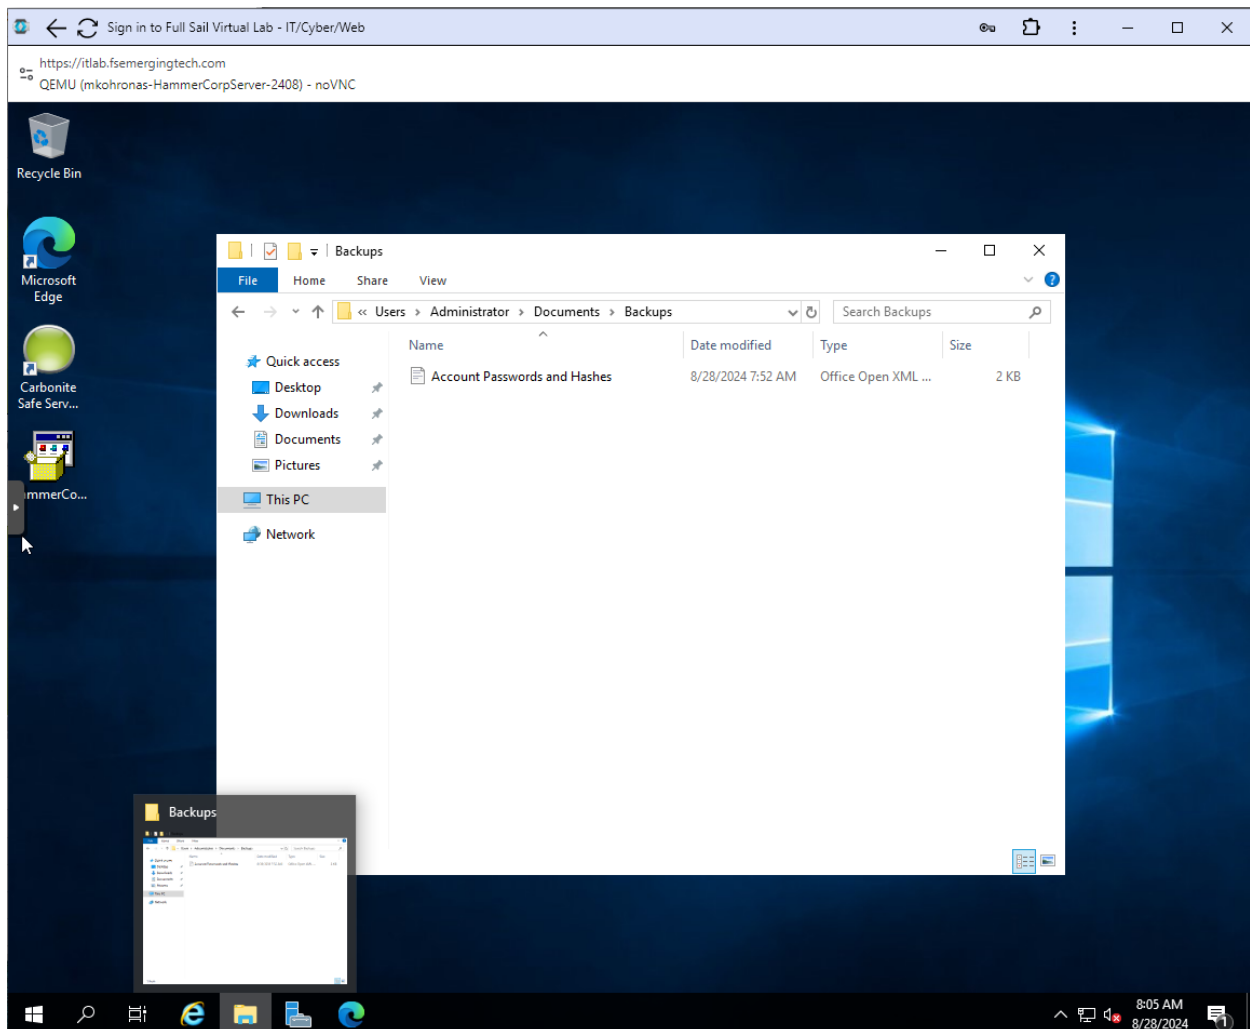 Sign in to Full Sail Virtual Lab - IT/Cyber/Web
https://itlab.fsemergingtech.com
QEMU (mkohronas-HammerCorpServer-2408) - noVNC
Recycle Bin
Microsoft
Edge
Carbonite
Safe Serv...
mmerCo...
Backups
File Home Share View
« Users › Administrator › Documents › Backups
Search Backups
Name Date modified Type Size
Account Passwords and Hashes 8/28/2024 7:52 AM Office Open XML ... 2 KB
Quick access
Desktop
Downloads
Documents
Pictures
This PC
Network
Backups
8:05 AM
8/28/2024
1